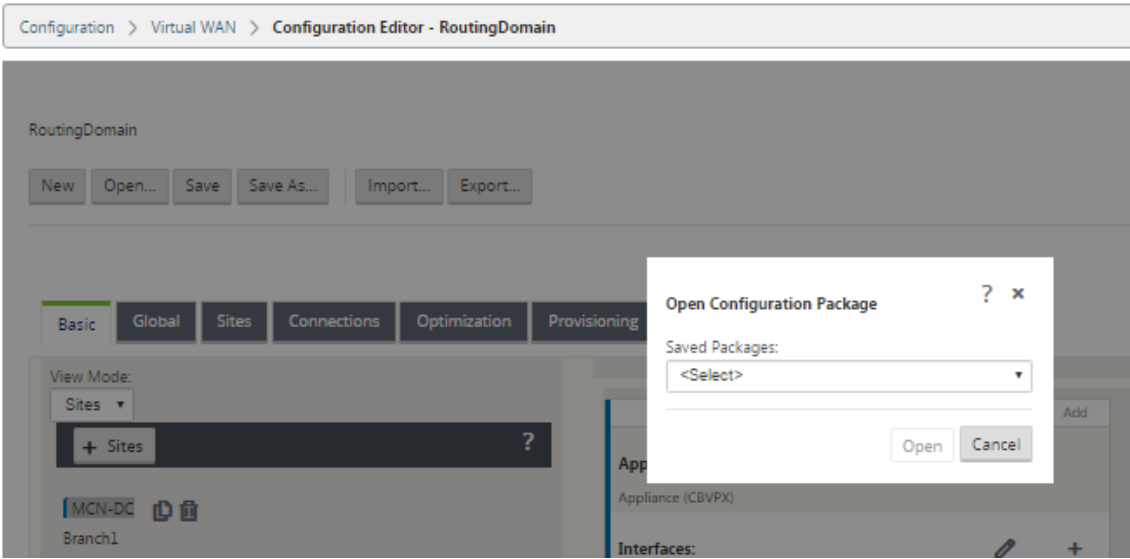 Configuration > Virtual WAN > Configuration Editor - RoutingDomain
RoutingDomain
New Open... Save Save As... Import... Export...
Basic Global Sites Connections Optimization Provisioning
View Mode:
Sites
+ Sites ?
MCN-DC
Branch1
Open Configuration Package ? ×
Saved Packages:
<Select>
Open Cancel
Add
App
Appliance (CBVPX)
Interfaces: +